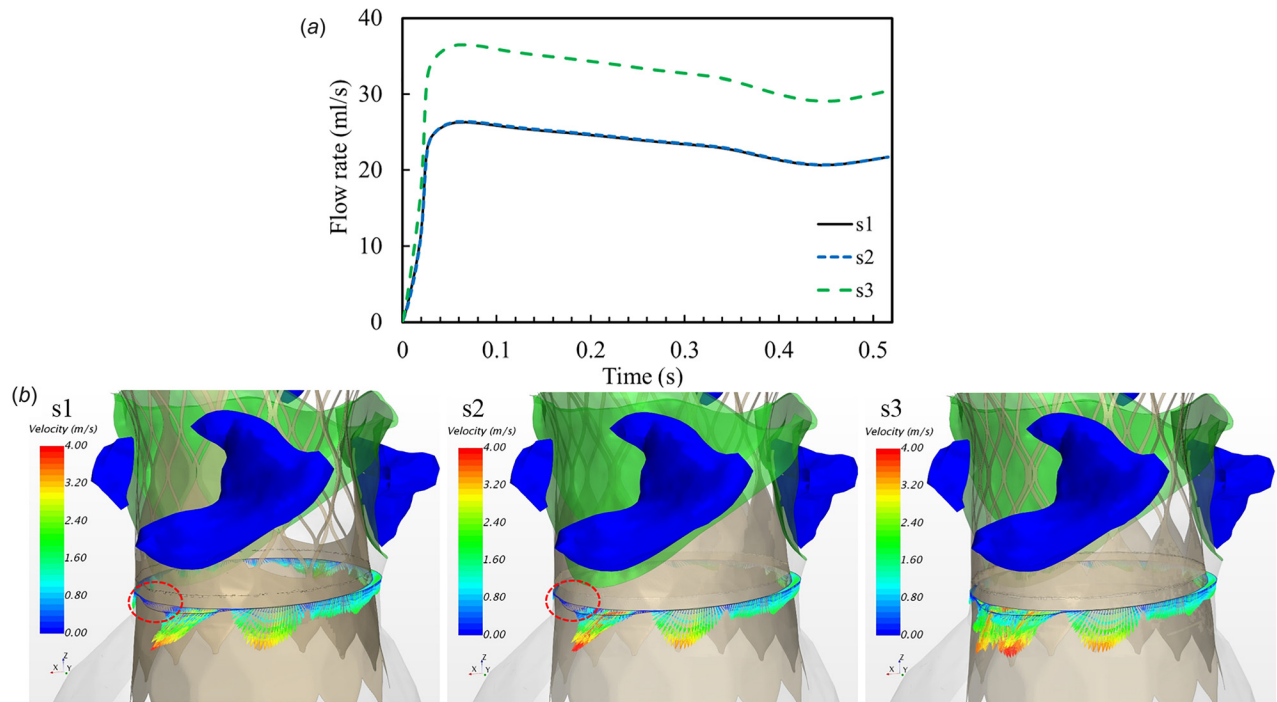 (a)
40
30
20
10
0
Flow rate (ml/s)
s1
s2
s3
0 0.1 0.2 0.3 0.4 0.5
Time (s)
(b)
s1
Velocity (m/s)
4.00
3.20
2.40
1.60
0.80
0.00
Z
X Y
s2
Velocity (m/s)
4.00
3.20
2.40
1.60
0.80
0.00
Z
X Y
s3
Velocity (m/s)
4.00
3.20
2.40
1.60
0.80
0.00
Z
X Y